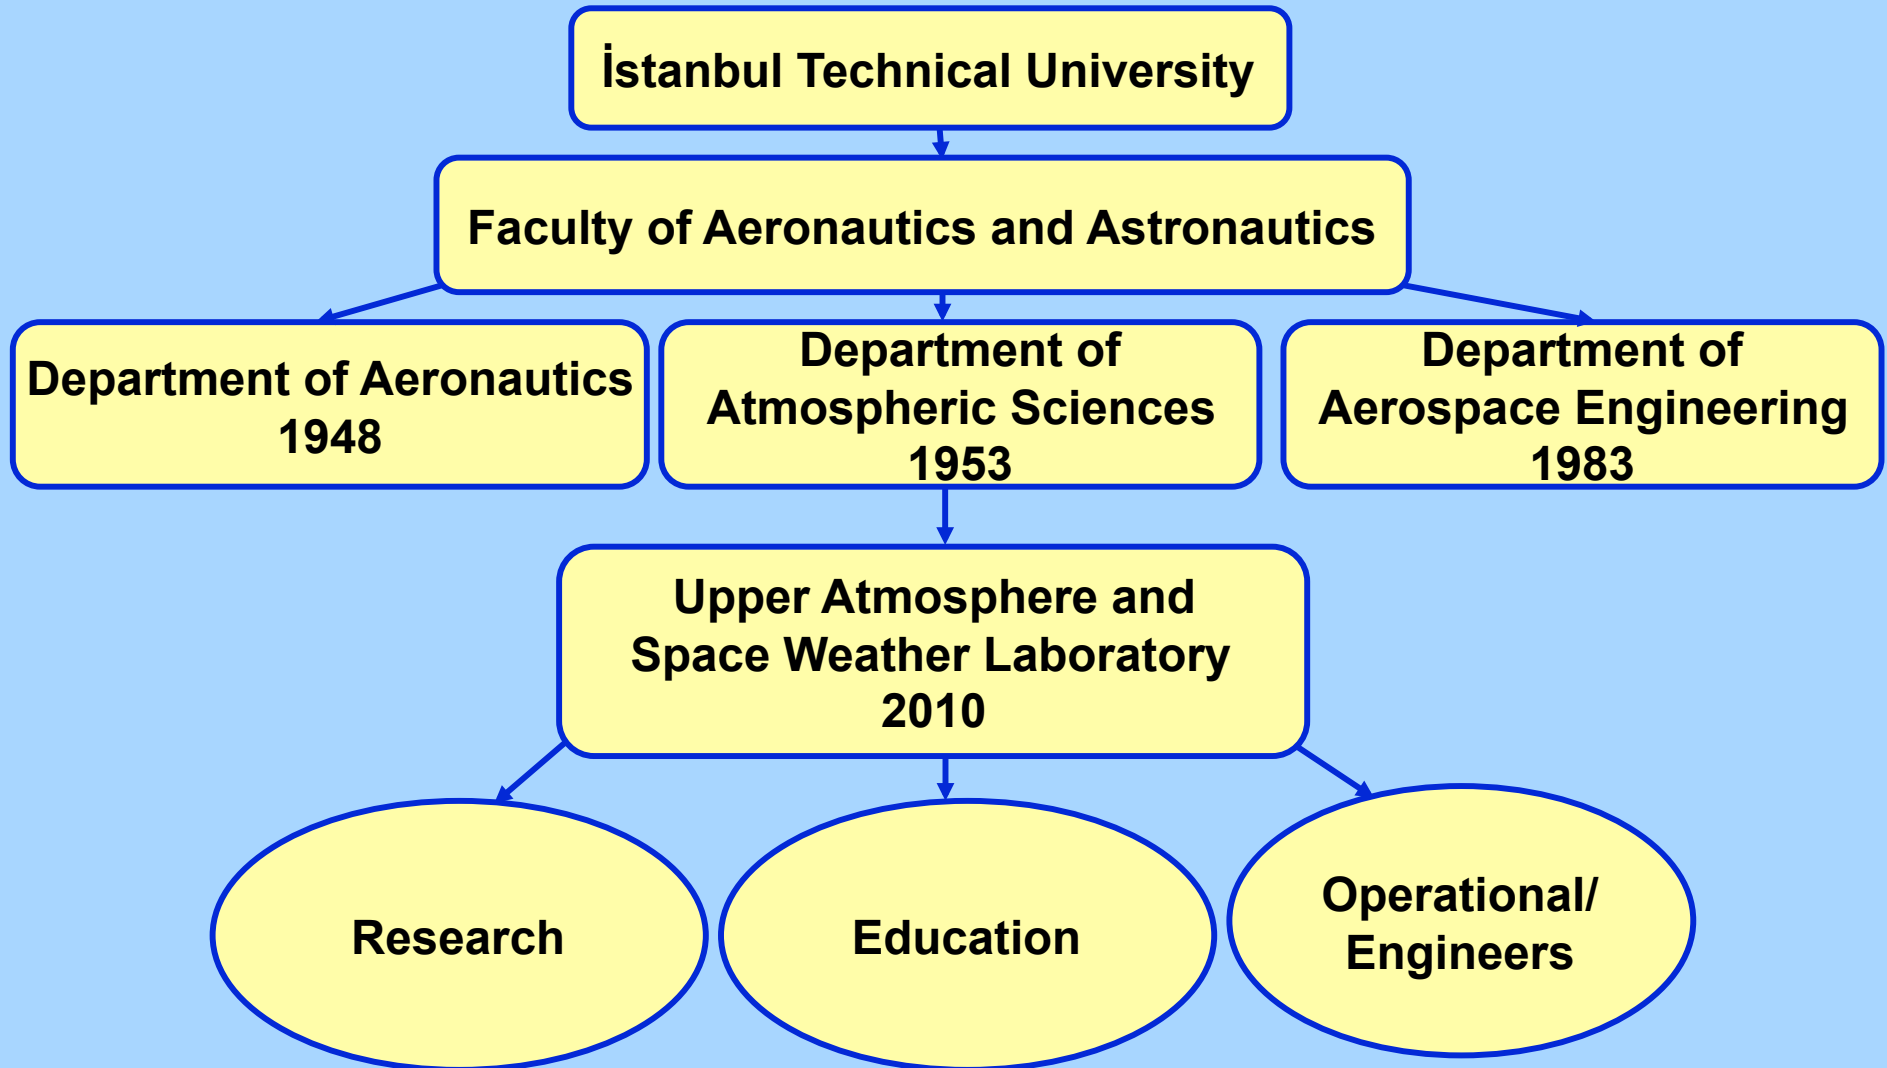 İstanbul Technical University
Faculty of Aeronautics and Astronautics
Department of Aeronautics
1948
Department of
Atmospheric Sciences
1953
Department of
Aerospace Engineering
1983
Upper Atmosphere and
Space Weather Laboratory
2010
Research
Education
Operational/
Engineers